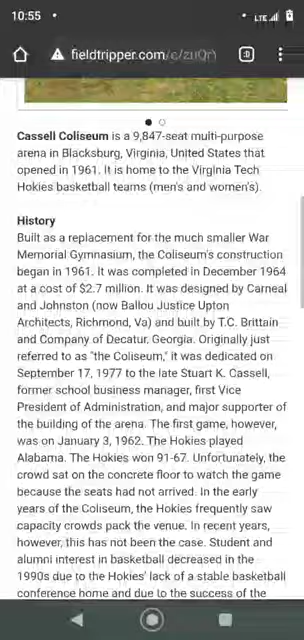 10:55
LTE
fieldtripper.com/c/zuQr
:D
Cassell Coliseum is a 9,847-seat multi-purpose
arena in Blacksburg, Virginia, United States that
opened in 1961. It is home to the Virginia Tech
Hokies basketball teams (men's and women's).
History
Built as a replacement for the much smaller War
Memorial Gymnasium, the Coliseum's construction
began in 1961. It was completed in December 1964
at a cost of $2.7 million. It was designed by Carneal
and Johnston (now Ballou Justice Upton
Architects, Richmond, Va) and built by T.C. Brittain
and Company of Decatur, Georgia. Originally just
referred to as "the Coliseum," it was dedicated on
September 17, 1977 to the late Stuart K. Cassell,
former school business manager, first Vice
President of Administration, and major supporter of
the building of the arena. The first game, however,
was on January 3, 1962. The Hokies played
Alabama. The Hokies won 91-67. Unfortunately, the
crowd sat on the concrete floor to watch the game
because the seats had not arrived. In the early
years of the Coliseum, the Hokies frequently saw
capacity crowds pack the venue. In recent years,
however, this has not been the case. Student and
alumni interest in basketball decreased in the
1990s due to the Hokies' lack of a stable basketball
conference home and due to the success of the